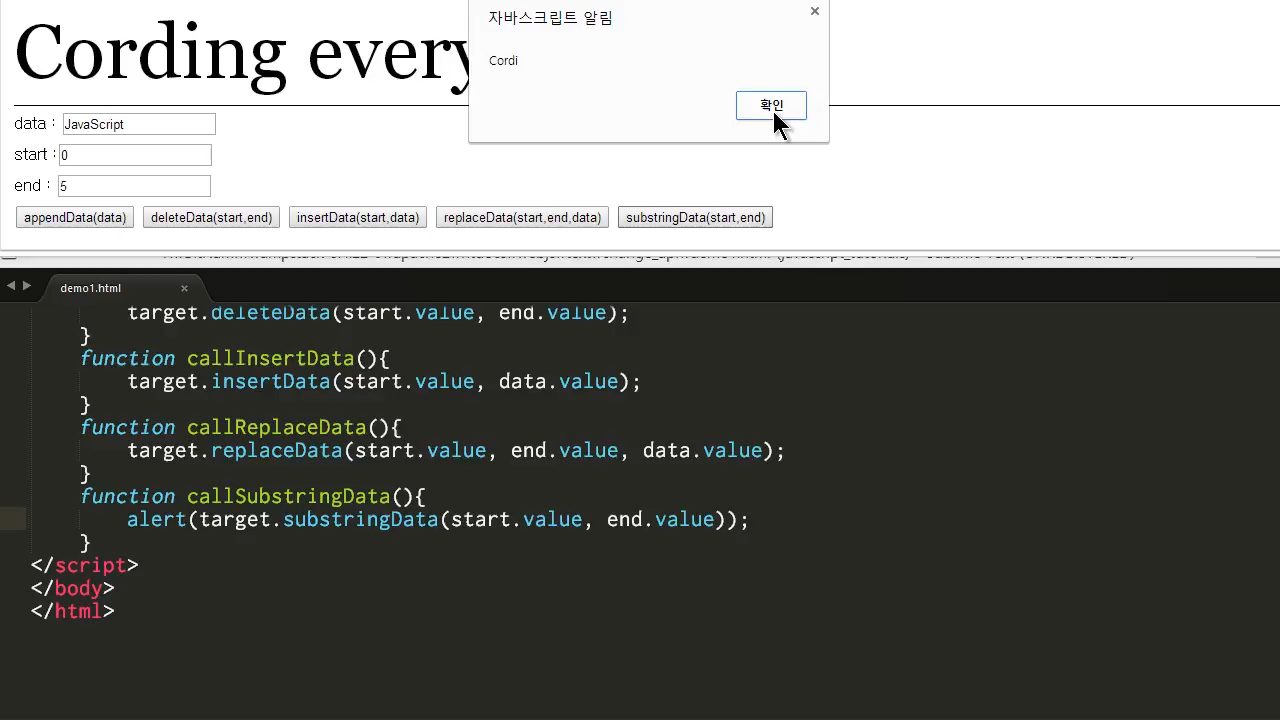 Cording every
자바스크립트 알림
×
Cordi
확인
data : JavaScript
start : 0
end : 5
appendData(data) deleteData(start,end) insertData(start,data) replaceData(start,end,data) substringData(start,end)
demo1.html ×
target.deleteData(start.value, end.value);
}
function callInsertData(){
target.insertData(start.value, data.value);
}
function callReplaceData(){
target.replaceData(start.value, end.value, data.value);
}
function callSubstringData(){
alert(target.substringData(start.value, end.value));
}
</script>
</body>
</html>